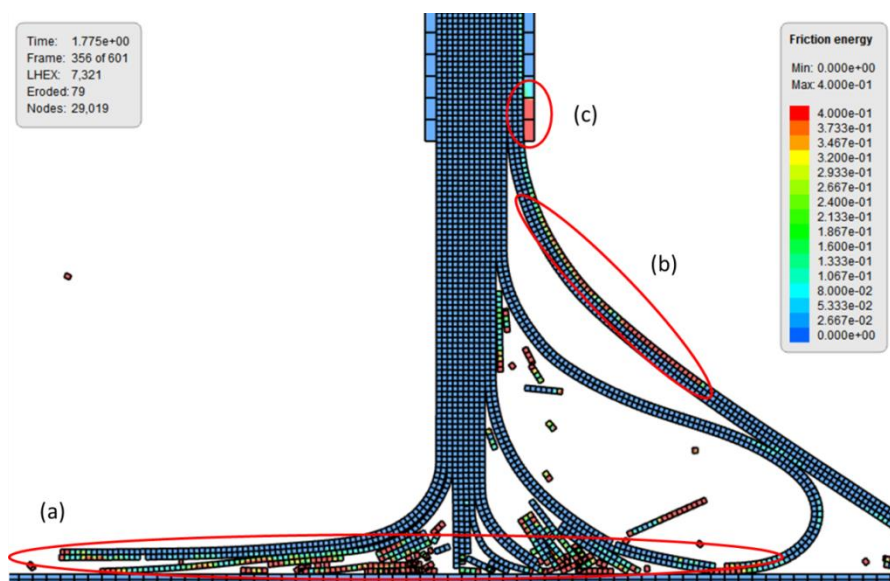 Time: 1.775e+00
Frame: 356 of 601
LHEX: 7,321
Eroded: 79
Nodes: 29,019
Friction energy
Min: 0.000e+00
Max: 4.000e-01
4.000e-01
3.733e-01
3.467e-01
3.200e-01
2.933e-01
2.667e-01
2.400e-01
2.133e-01
1.867e-01
1.600e-01
1.333e-01
1.067e-01
8.000e-02
5.333e-02
2.667e-02
0.000e+00
(c)
(b)
(a)